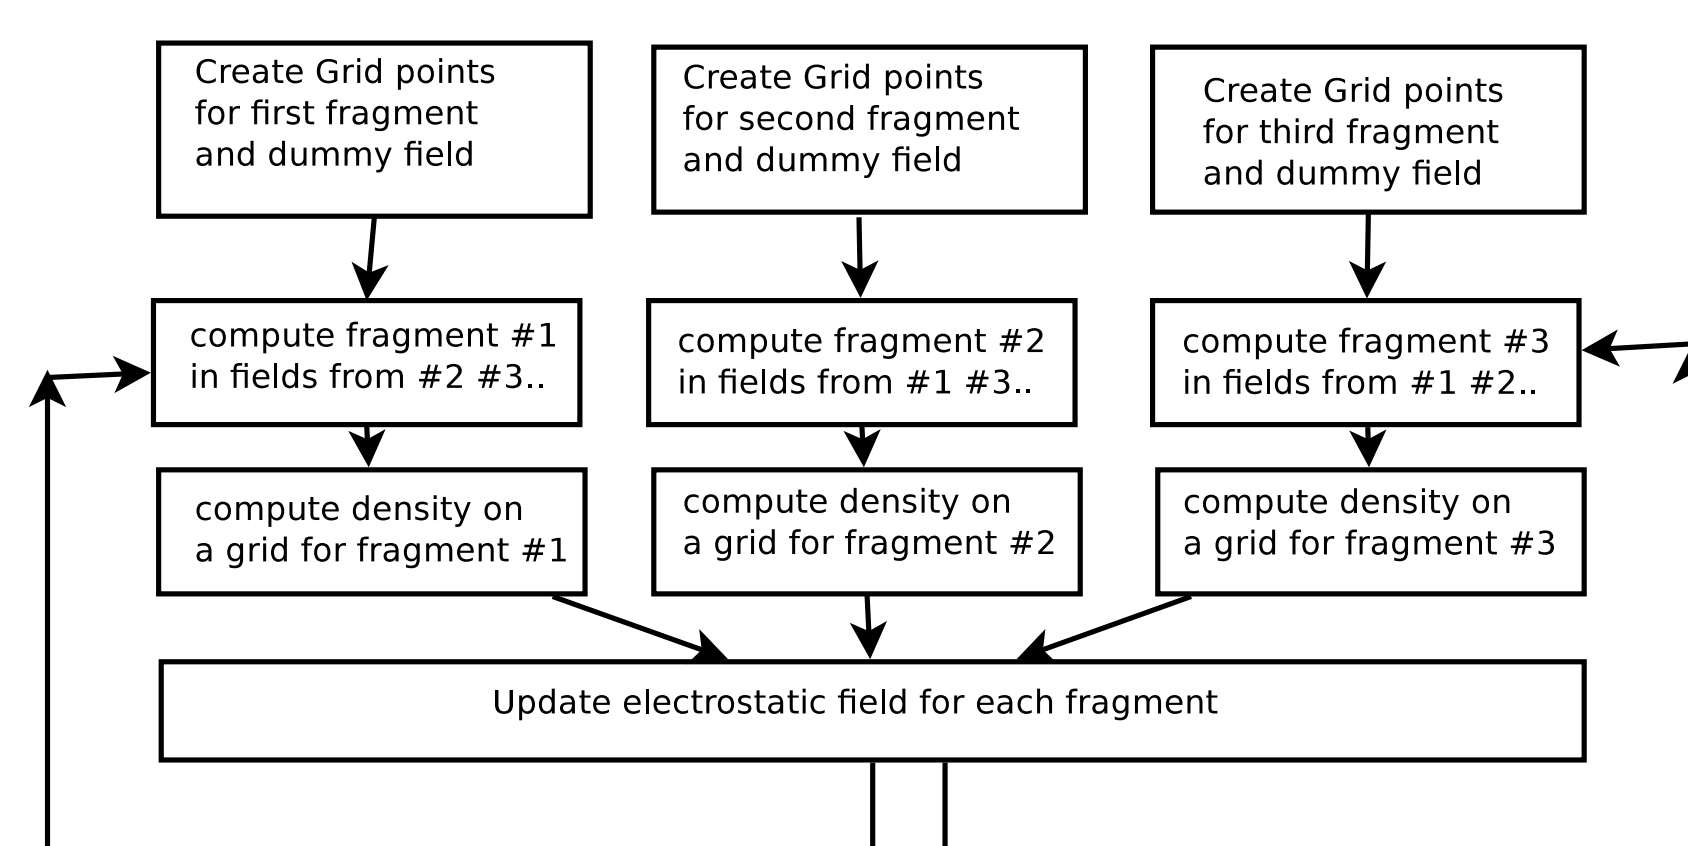 Create Grid points
for first fragment
and dummy field
Create Grid points
for second fragment
and dummy field
Create Grid points
for third fragment
and dummy field
compute fragment #1
in fields from #2 #3..
compute fragment #2
in fields from #1 #3..
compute fragment #3
in fields from #1 #2..
compute density on
a grid for fragment #1
compute density on
a grid for fragment #2
compute density on
a grid for fragment #3
Update electrostatic field for each fragment